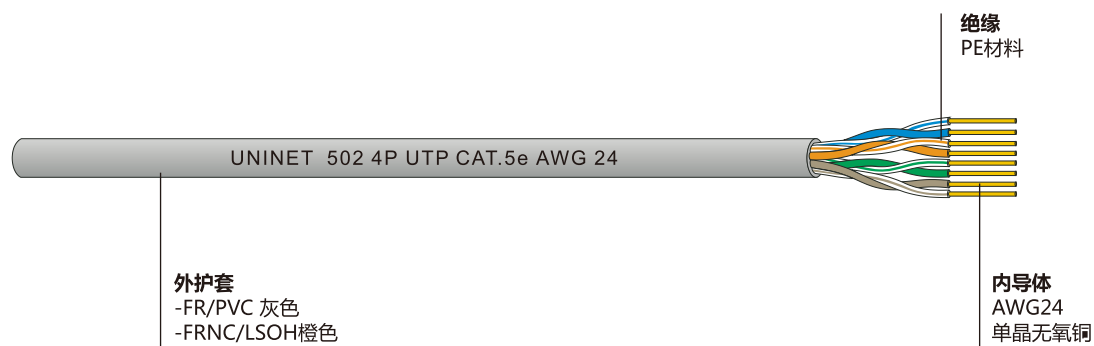 绝缘
PE材料
UNINET 502 4P UTP CAT.5e AWG 24
外护套
-FR/PVC 灰色
-FRNC/LSOH橙色
内导体
AWG24
单晶无氧铜